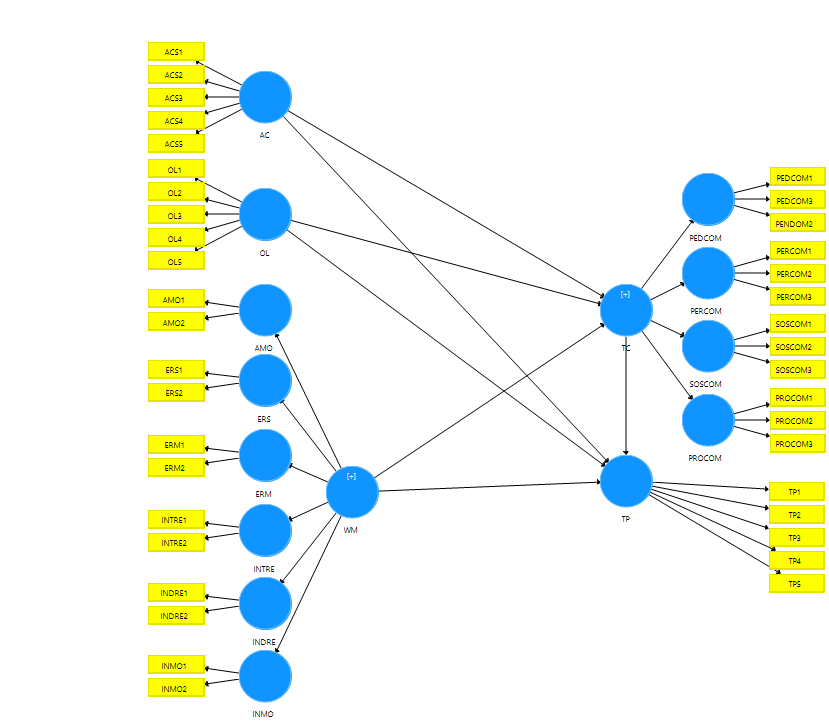 ACS1
ACS2
ACS3
ACS4
ACS5
AC
OL1
OL2
OL3
OL4
OL5
OL
AMO1
AMO2
AMO
ERS1
ERS2
ERS
ERM1
ERM2
ERM
INTRE1
INTRE2
INTRE
INDRE1
INDRE2
INDRE
INMO1
INMO2
INMO
[+]
WM
[+]
TC
TP
PEDCOM
PERCOM
SOSCOM
PROCOM
PEDCOM1
PEDCOM3
PENDOM2
PERCOM1
PERCOM2
PERCOM3
SOSCOM1
SOSCOM2
SOSCOM3
PROCOM1
PROCOM2
PROCOM3
TP1
TP2
TP3
TP4
TP5